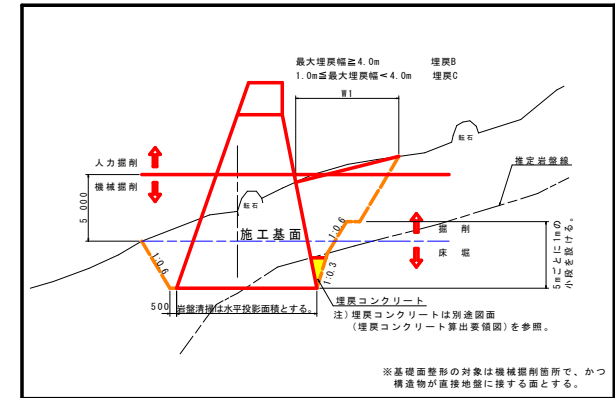 最大埋戻幅≧4.0m 埋戻B
1.0m≦最大埋戻幅<4.0m 埋戻C
W1
転石
人力掘削
機械掘削
推定岩盤線
5 000
転石
施工基面
1:0.6
1:0.6
掘 削
床 堀
5mごとに1mの
小段を設ける。
1:0.3
500
岩盤清掃は水平投影面積とする。
埋戻コンクリート
注)埋戻コンクリートは別途図面
(埋戻コンクリート算出要領図)を参照。
※基礎面整形の対象は機械掘削箇所で、かつ
構造物が直接地盤に接する面とする。